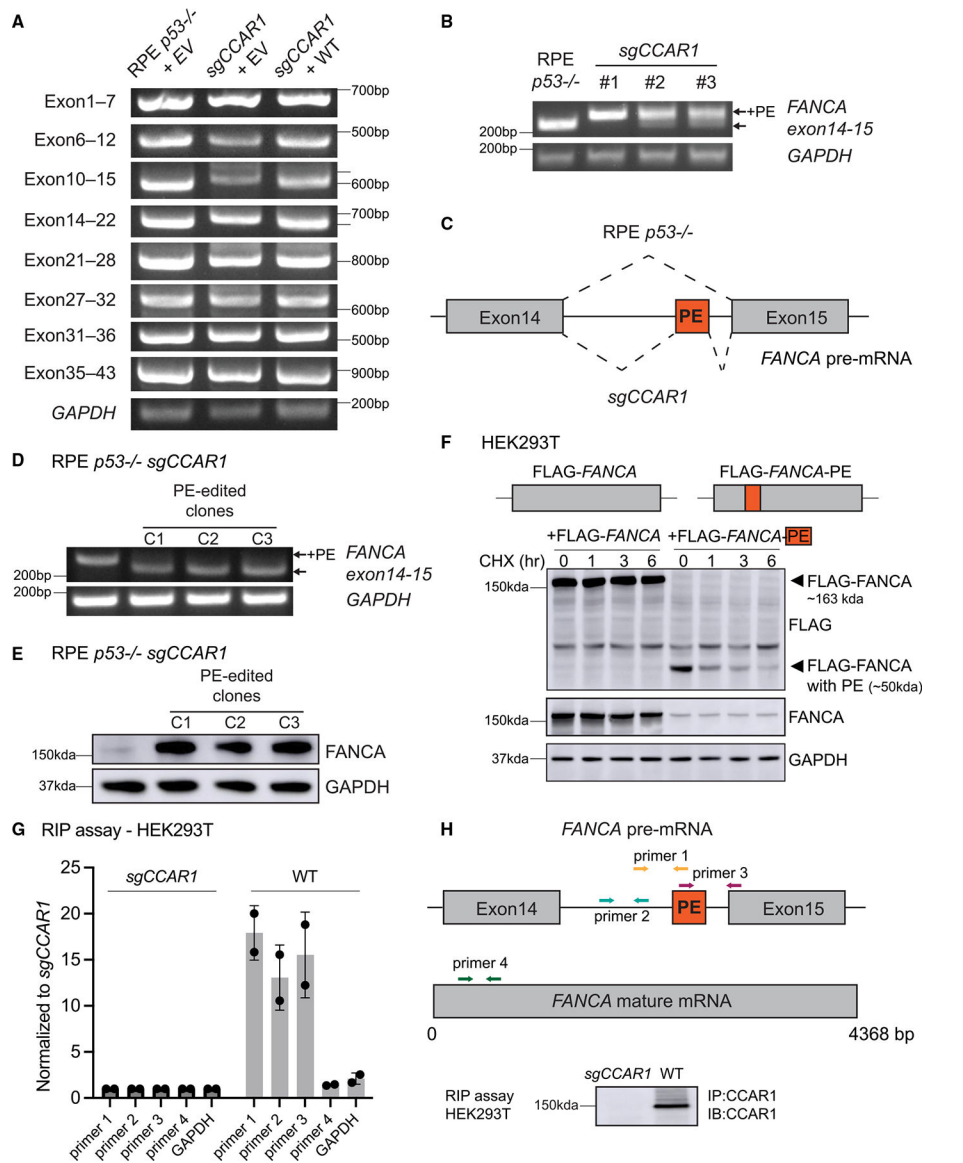 A
RPE p53-/-
+ EV
sgCCAR1
+ EV
sgCCAR1
+ WT
Exon1–7
700bp
Exon6–12
500bp
Exon10–15
600bp
Exon14–22
700bp
Exon21–28
800bp
Exon27–32
600bp
Exon31–36
500bp
Exon35–43
900bp
GAPDH
200bp
B
RPE
p53-/-
sgCCAR1
#1 #2 #3
+PE
FANCA
exon14-15
200bp
200bp
GAPDH
C
RPE p53-/-
Exon14
PE
Exon15
FANCA pre-mRNA
sgCCAR1
D RPE p53-/- sgCCAR1
PE-edited
clones
C1 C2 C3
+PE
FANCA
exon14-15
200bp
200bp
GAPDH
E RPE p53-/- sgCCAR1
PE-edited
clones
C1 C2 C3
150kda
FANCA
37kda
GAPDH
F HEK293T
FLAG-FANCA
FLAG-FANCA-PE
+FLAG-FANCA
+FLAG-FANCA-PE
CHX (hr) 0 1 3 6 0 1 3 6
150kda
FLAG-FANCA
~163 kda
FLAG
FLAG-FANCA
with PE (~50kda)
150kda
FANCA
37kda
GAPDH
G RIP assay - HEK293T
Normalized to sgCCAR1
25
20
15
10
5
0
sgCCAR1
WT
primer 1
primer 2
primer 3
primer 4
GAPDH
primer 1
primer 2
primer 3
primer 4
GAPDH
H
FANCA pre-mRNA
primer 1
primer 3
Exon14
primer 2
PE
Exon15
primer 4
FANCA mature mRNA
0
4368 bp
sgCCAR1 WT
RIP assay
HEK293T
150kda
IP:CCAR1
IB:CCAR1